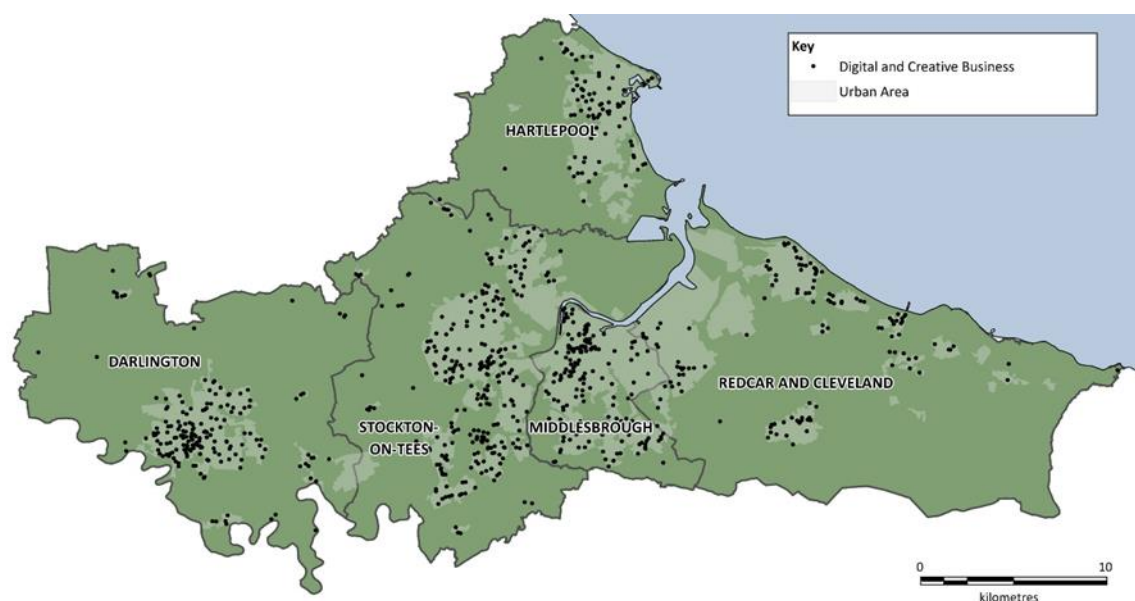 Key
Digital and Creative Business
Urban Area
HARTLEPOOL
DARLINGTON
STOCKTON-
ON-TEES
MIDDLESBROUGH
REDCAR AND CLEVELAND
0
10
kilometres